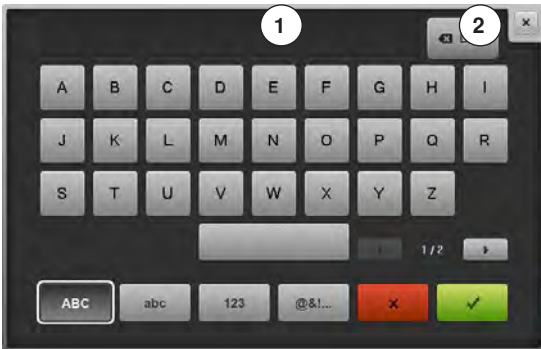 1 2
A B C D E F G H I
J K L M N O P Q R
S T U V W X Y Z
1/2
ABC abc 123 @&!...